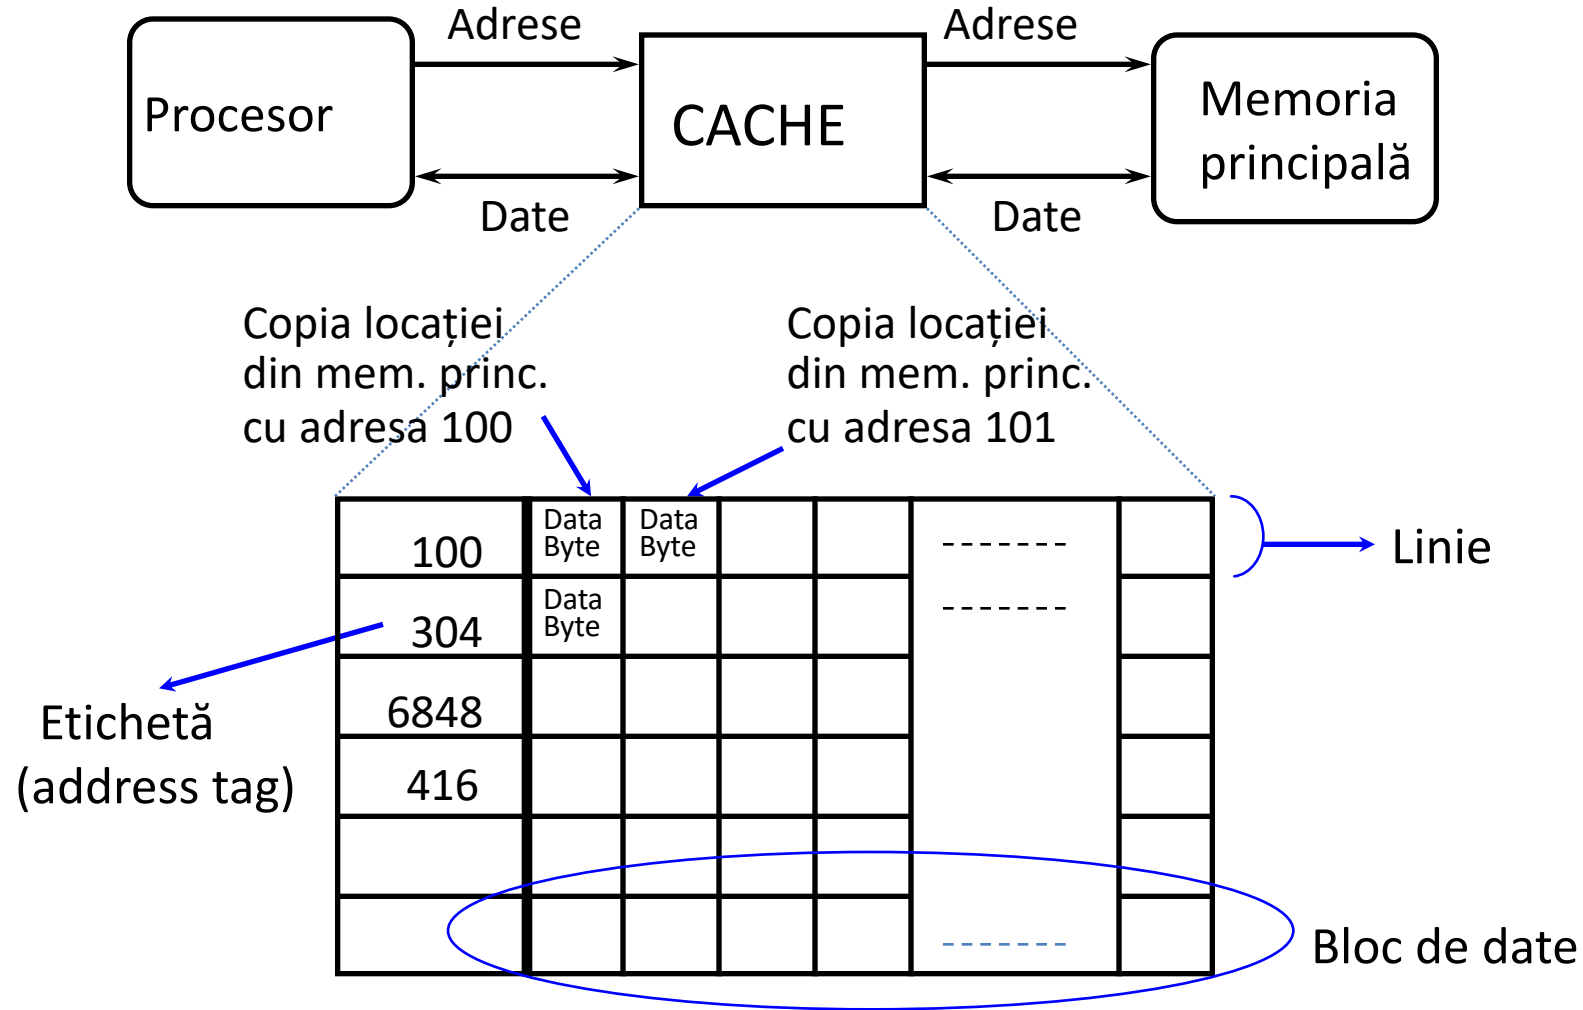 Adrese
Adrese
Procesor
CACHE
Memoria
principală
Date
Date
Copia locației
din mem. princ.
cu adresa 100
Copia locației
din mem. princ.
cu adresa 101
100
Data
Byte
Data
Byte
Linie
304
Data
Byte
6848
Etichetă
(address tag)
416
Bloc de date